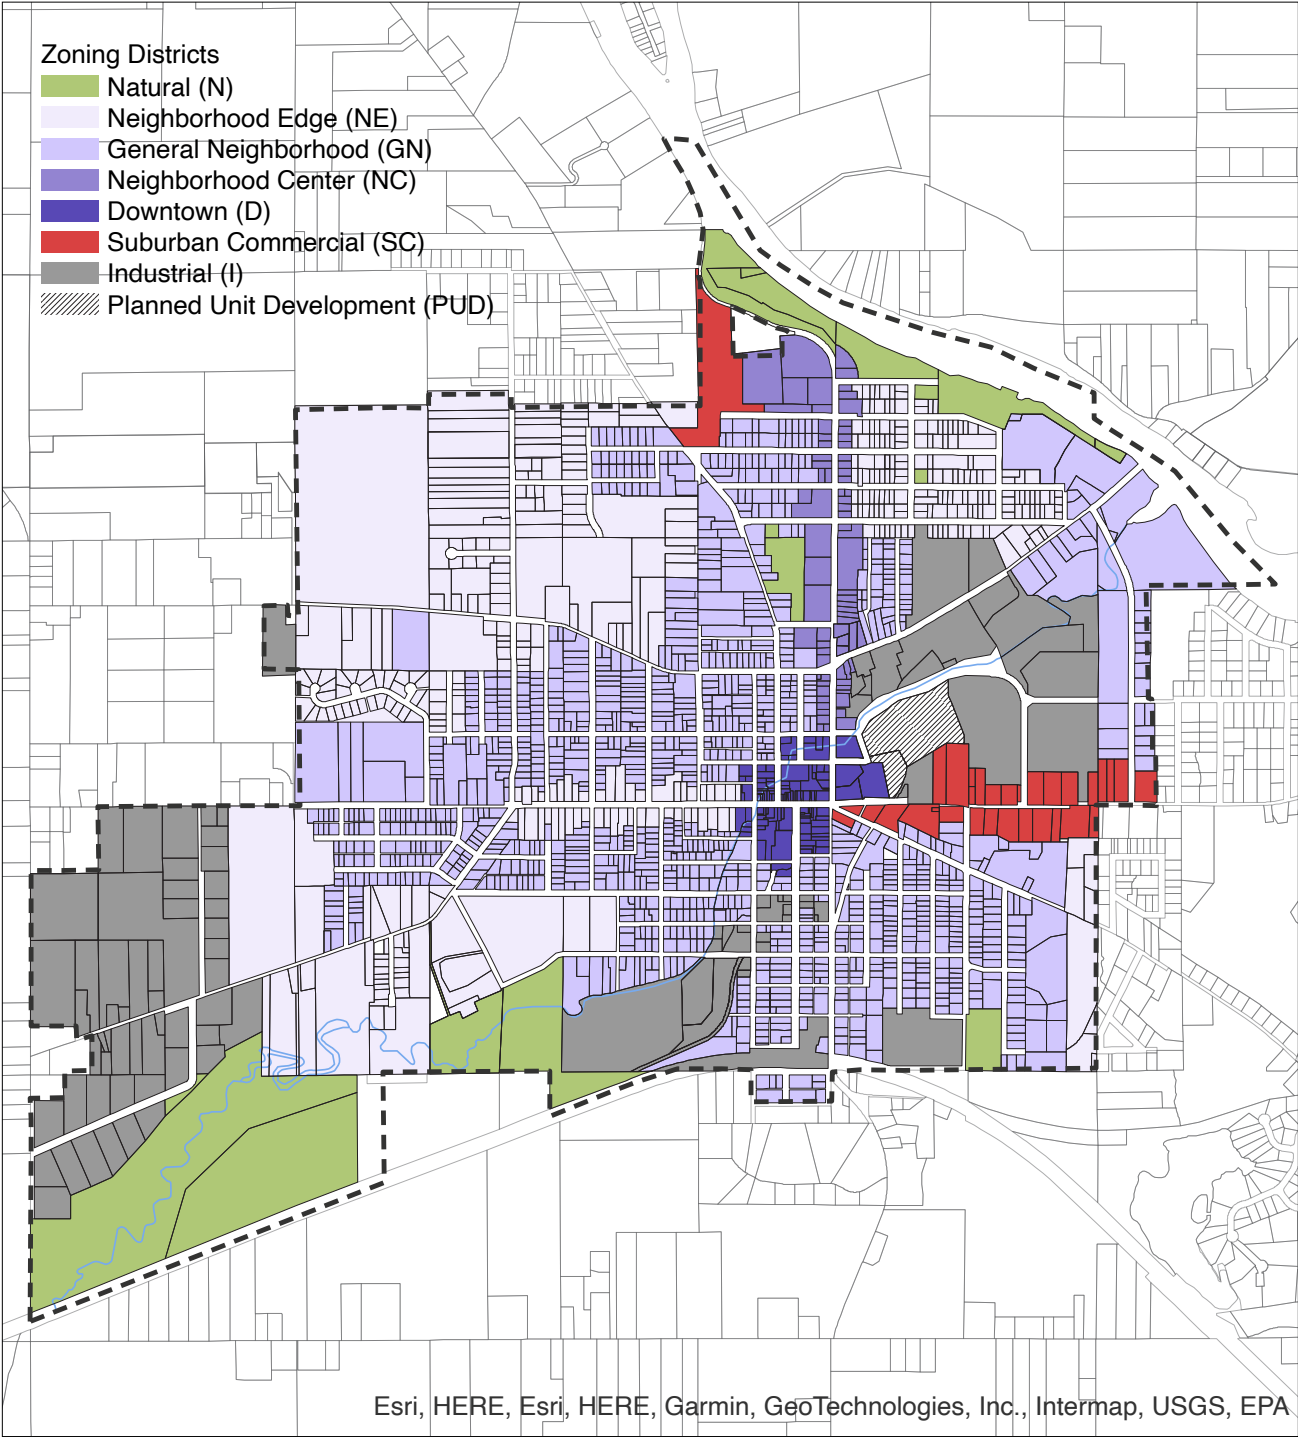 Zoning Districts
Natural (N)
Neighborhood Edge (NE)
General Neighborhood (GN)
Neighborhood Center (NC)
Downtown (D)
Suburban Commercial (SC)
Industrial (I)
Planned Unit Development (PUD)
Esri, HERE, Esri, HERE, Garmin, GeoTechnologies, Inc., Intermap, USGS, EPA